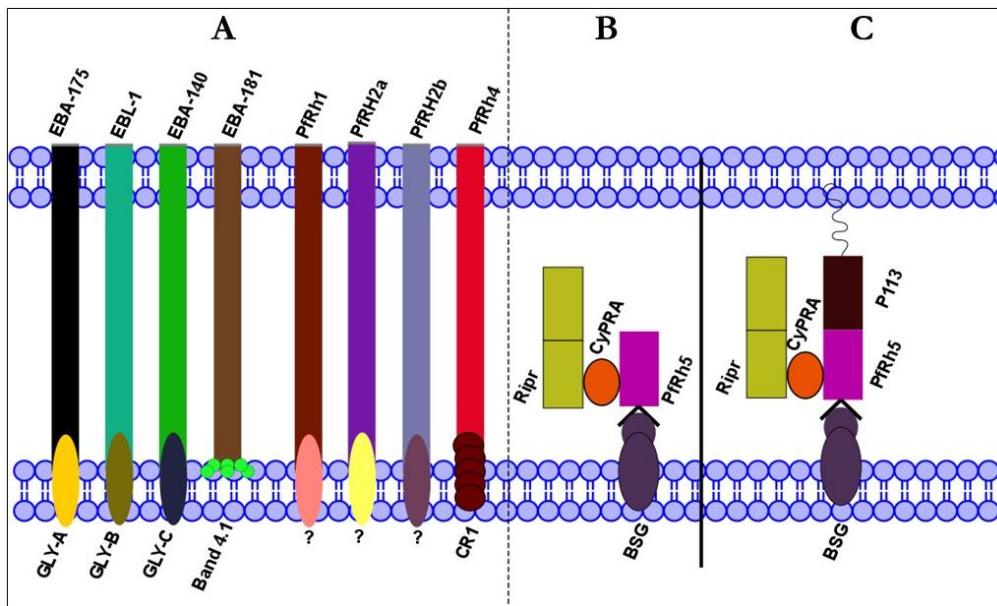 A
B
C
EBA-175
EBL-1
EBA-140
EBA-181
PfRh1
PfRH2a
PfRH2b
PfRh4
Ripr
CyPRA
PfRh5
Ripr
CyPRA
P113
PfRh5
GLY-A
GLY-B
GLY-C
Band 4.1
?
?
?
CR1
BSG
BSG